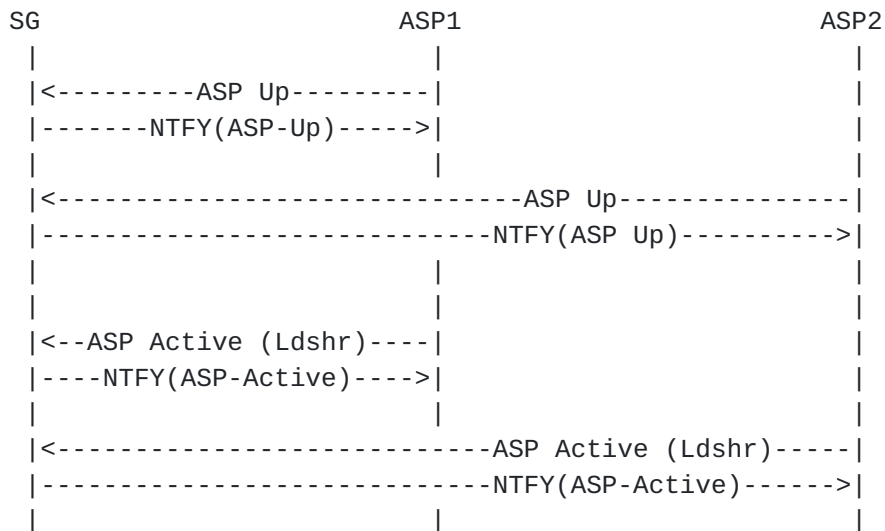 SG                     ASP1                    ASP2
 |                       |                       |
 |<---------ASP Up---------|                       |
 |-------NTFY(ASP-Up)----->|                       |
 |                       |                       |
 |<------------------------------ASP Up---------------|
 |-----------------------------NTFY(ASP Up)---------->|
 |                       |                       |
 |                       |                       |
 |<--ASP Active (Ldshr)----|                       |
 |----NTFY(ASP-Active)---->|                       |
 |                       |                       |
 |<----------------------------ASP Active (Ldshr)-----|
 |-----------------------------NTFY(ASP-Active)------>|
 |                       |                       |